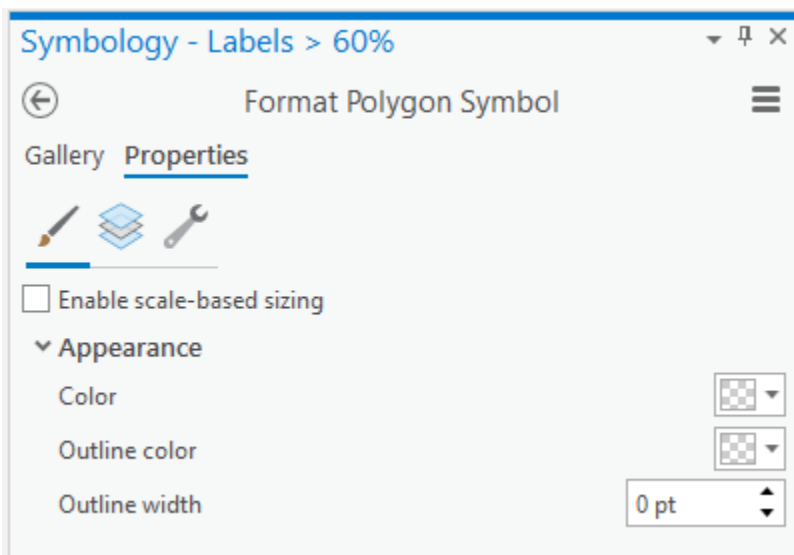 Symbology - Labels > 60%
Format Polygon Symbol
Gallery Properties
Enable scale-based sizing
Appearance
Color
Outline color
Outline width 0 pt